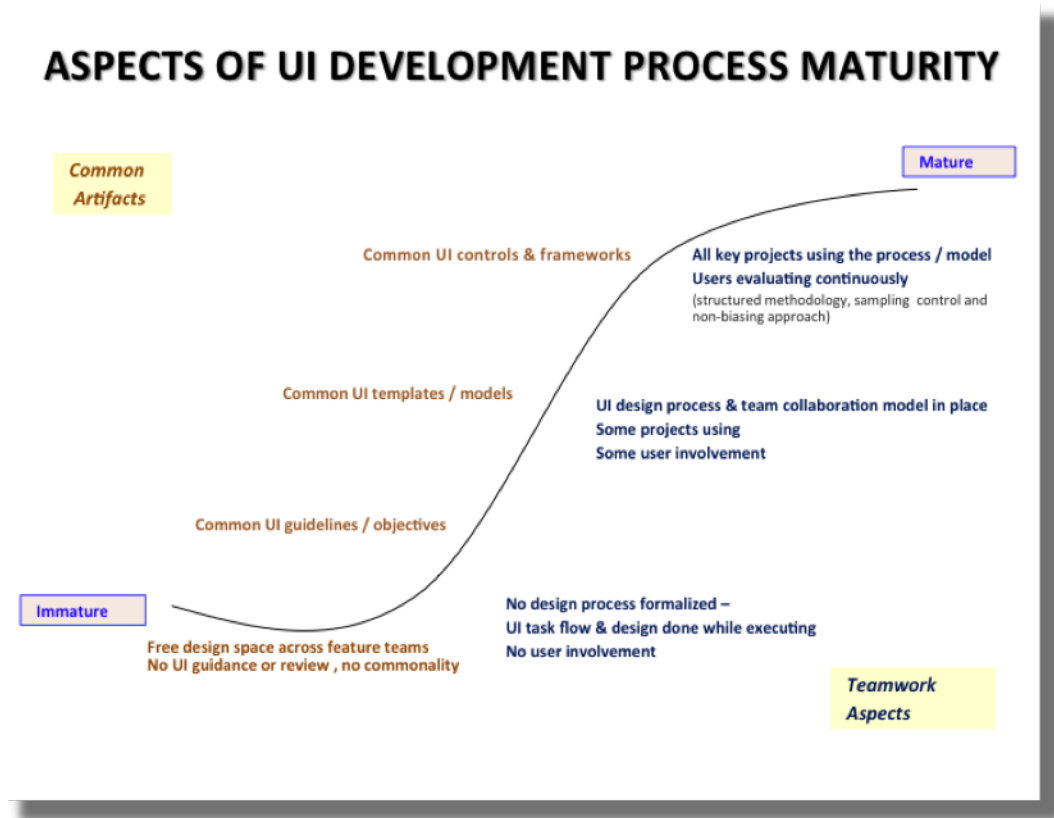 ASPECTS OF UI DEVELOPMENT PROCESS MATURITY
Common
Artifacts
Mature
Common UI controls & frameworks
All key projects using the process / model
Users evaluating continuously
(structured methodology, sampling control and
non-biasing approach)
Common UI templates / models
UI design process & team collaboration model in place
Some projects using
Some user involvement
Common UI guidelines / objectives
Immature
No design process formalized –
UI task flow & design done while executing
No user involvement
Free design space across feature teams
No UI guidance or review , no commonality
Teamwork
Aspects